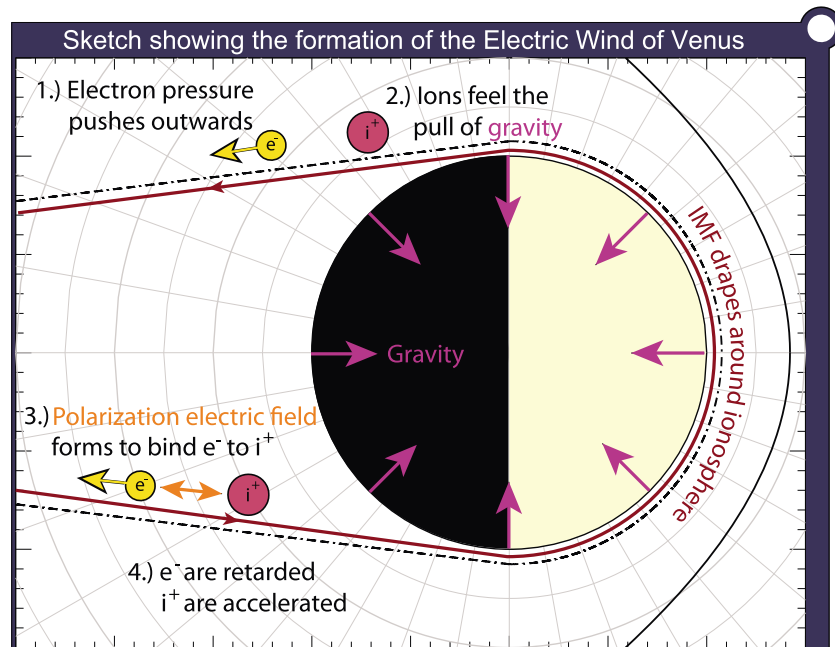 Sketch showing the formation of the Electric Wind of Venus
1.) Electron pressure
pushes outwards
e⁻
i⁺
2.) Ions feel the
pull of gravity
IMF drapes around ionosphere
Gravity
3.) Polarization electric field
forms to bind e⁻ to i⁺
e⁻
i⁺
4.) e⁻ are retarded
i⁺ are accelerated